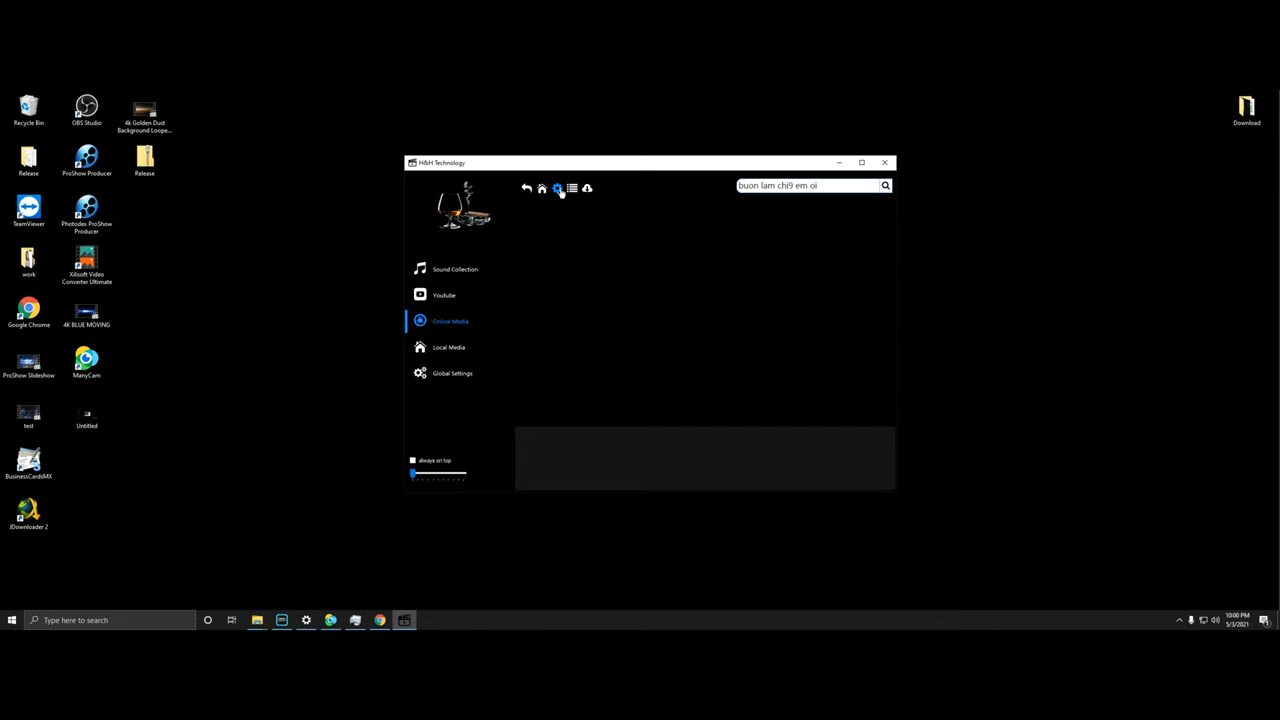 Recycle Bin
OBS Studio
4k Golden Dust
Background Loope...
Release
ProShow Producer
Release
TeamViewer
Photodex ProShow
Producer
work
Xilisoft Video
Converter Ultimate
Google Chrome
4K BLUE MOVING
ProShow Slideshow
ManyCam
test
Untitled
BusinessCardsMX
JDownloader 2
Download
H&H Technology
buon lam chi9 em oi
Sound Collection
Youtube
Online Media
Local Media
Global Settings
always on top
Type here to search
10:00 PM
5/3/2021